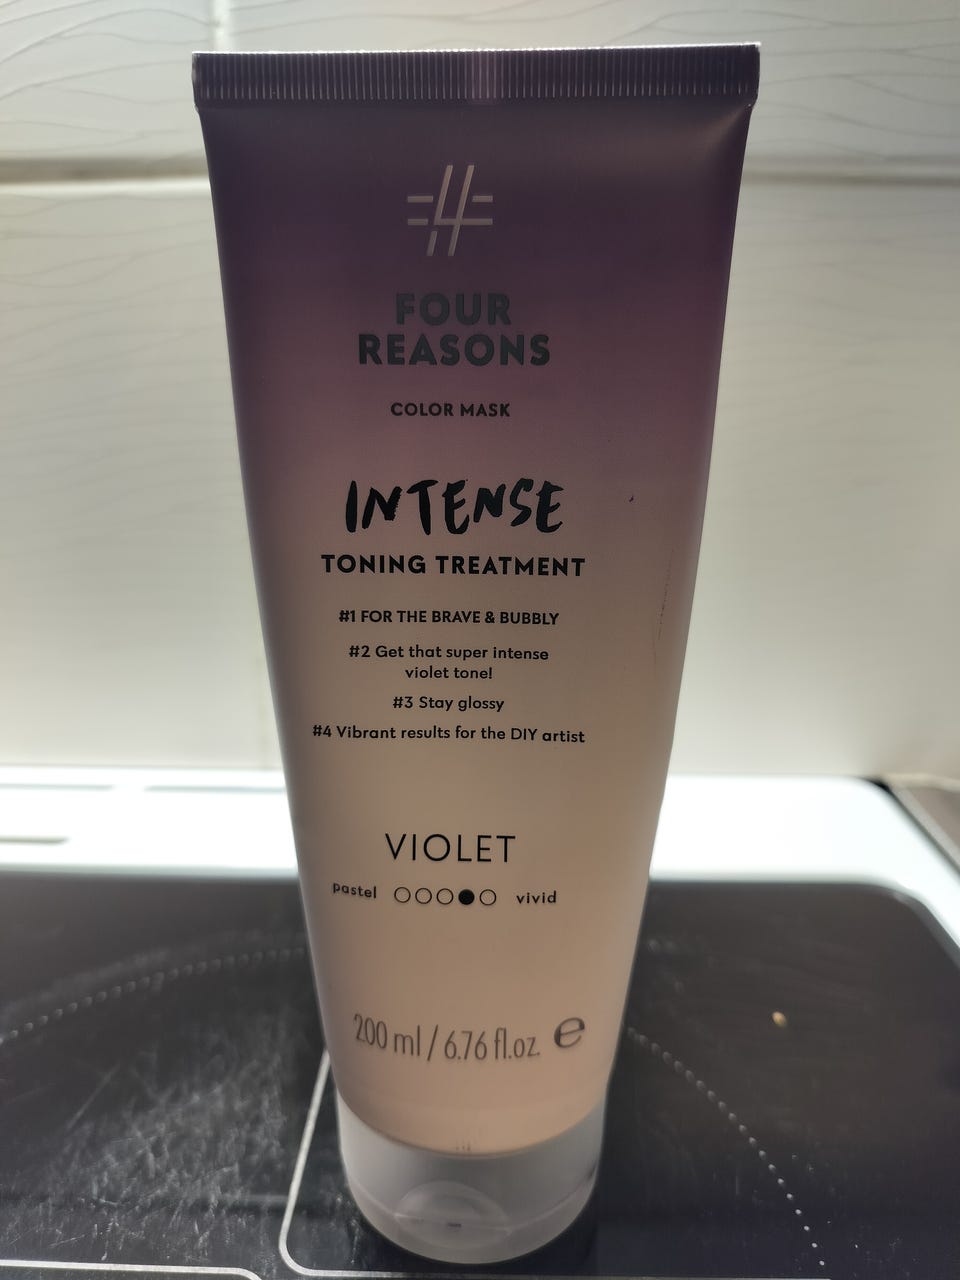 #4
FOUR
REASONS
COLOR MASK
INTENSE
TONING TREATMENT
#1 FOR THE BRAVE & BUBBLY
#2 Get that super intense
violet tone!
#3 Stay glossy
#4 Vibrant results for the DIY artist
VIOLET
pastel vivid
200 ml / 6.76 fl.oz. e